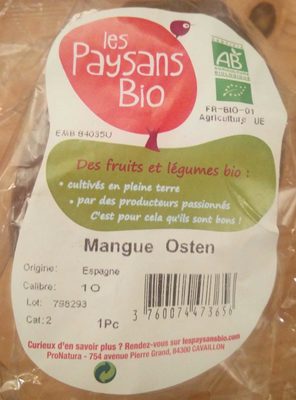 les
Paysans
Bio
AB
AGRICULTURE
BIOLOGIQUE
FR-BIO-01
Agriculture UE
EMB 84035U
Des fruits et légumes bio :
• cultivés en pleine terre
• par des producteurs passionnés
C'est pour cela qu'ils sont bons !
Mangue Osten
Origine: Espagne
Calibre: 10
Lot: 788293
Cat:2 1Pc
3 760074 473656
Curieux d'en savoir plus ? Rendez-vous sur lespaysansbio.com
ProNatura - 754 avenue Pierre Grand, 84300 CAVAILLON